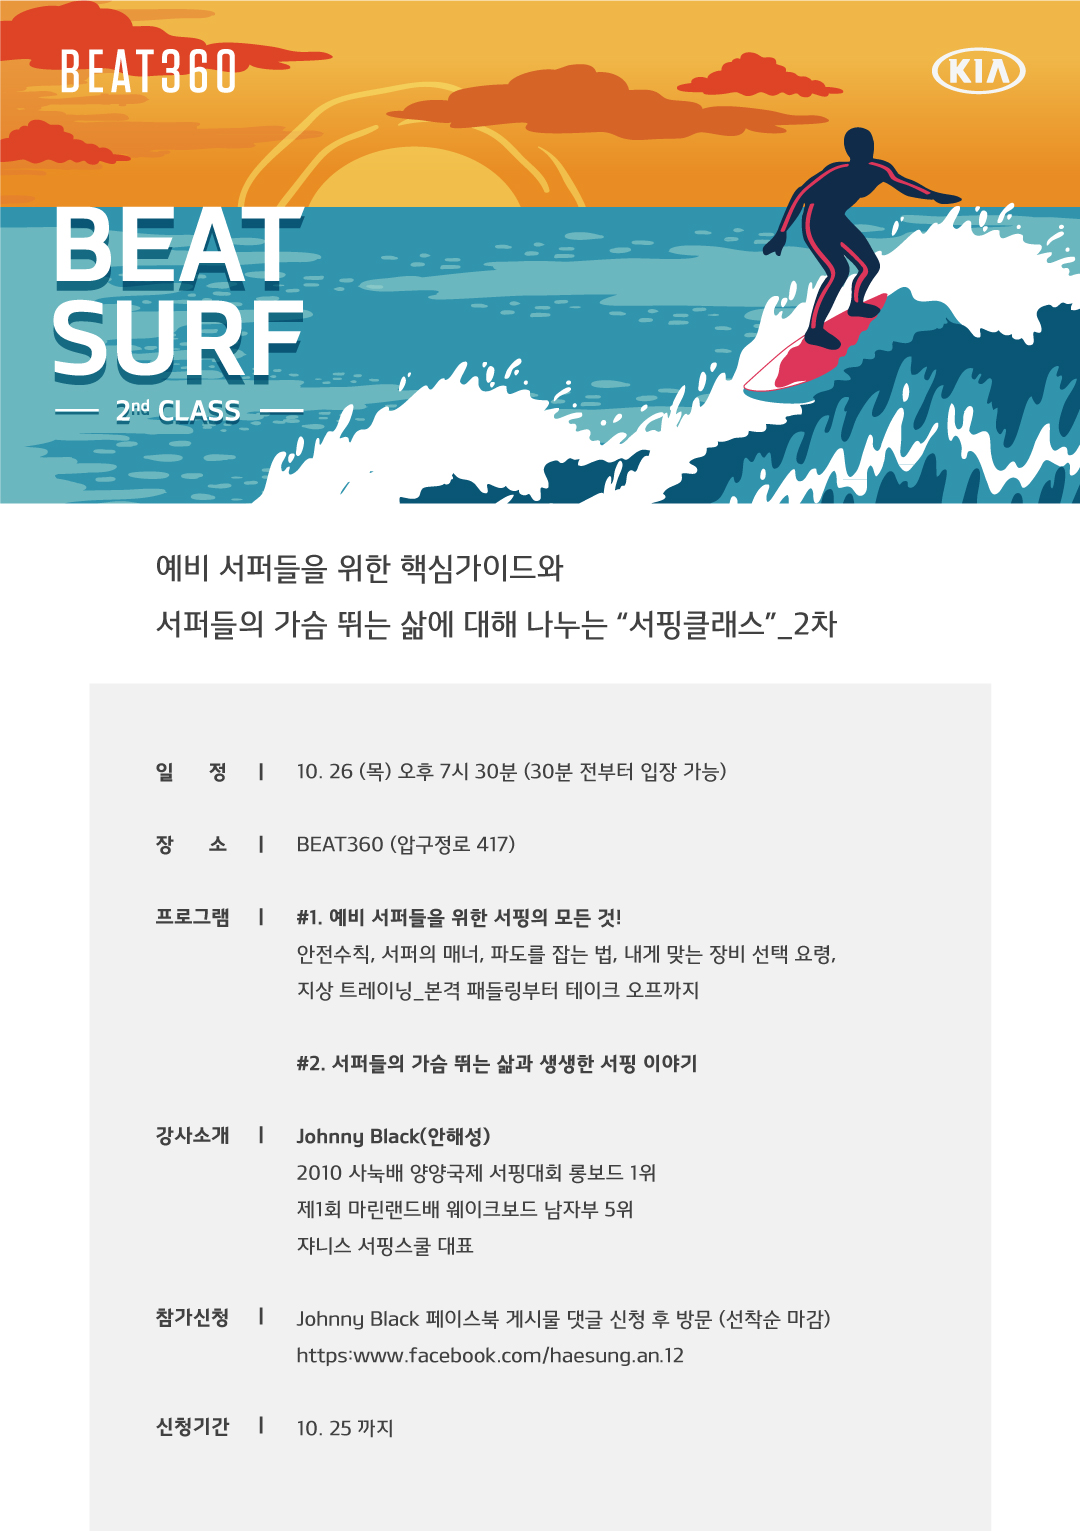 BEAT360
KIA
BEAT
SURF
2nd CLASS
예비 서퍼들을 위한 핵심가이드와
서퍼들의 가슴 뛰는 삶에 대해 나누는 “서핑클래스”_2차
일 정 | 10. 26 (목) 오후 7시 30분 (30분 전부터 입장 가능)
장 소 | BEAT360 (압구정로 417)
프로그램 | #1. 예비 서퍼들을 위한 서핑의 모든 것!
안전수칙, 서퍼의 매너, 파도를 잡는 법, 내게 맞는 장비 선택 요령,
지상 트레이닝_본격 패들링부터 테이크 오프까지
#2. 서퍼들의 가슴 뛰는 삶과 생생한 서핑 이야기
강사소개 | Johnny Black(안해성)
2010 사눅배 양양국제 서핑대회 롱보드 1위
제1회 마린랜드배 웨이크보드 남자부 5위
쟈니스 서핑스쿨 대표
참가신청 | Johnny Black 페이스북 게시물 댓글 신청 후 방문 (선착순 마감)
https:www.facebook.com/haesung.an.12
신청기간 | 10. 25 까지